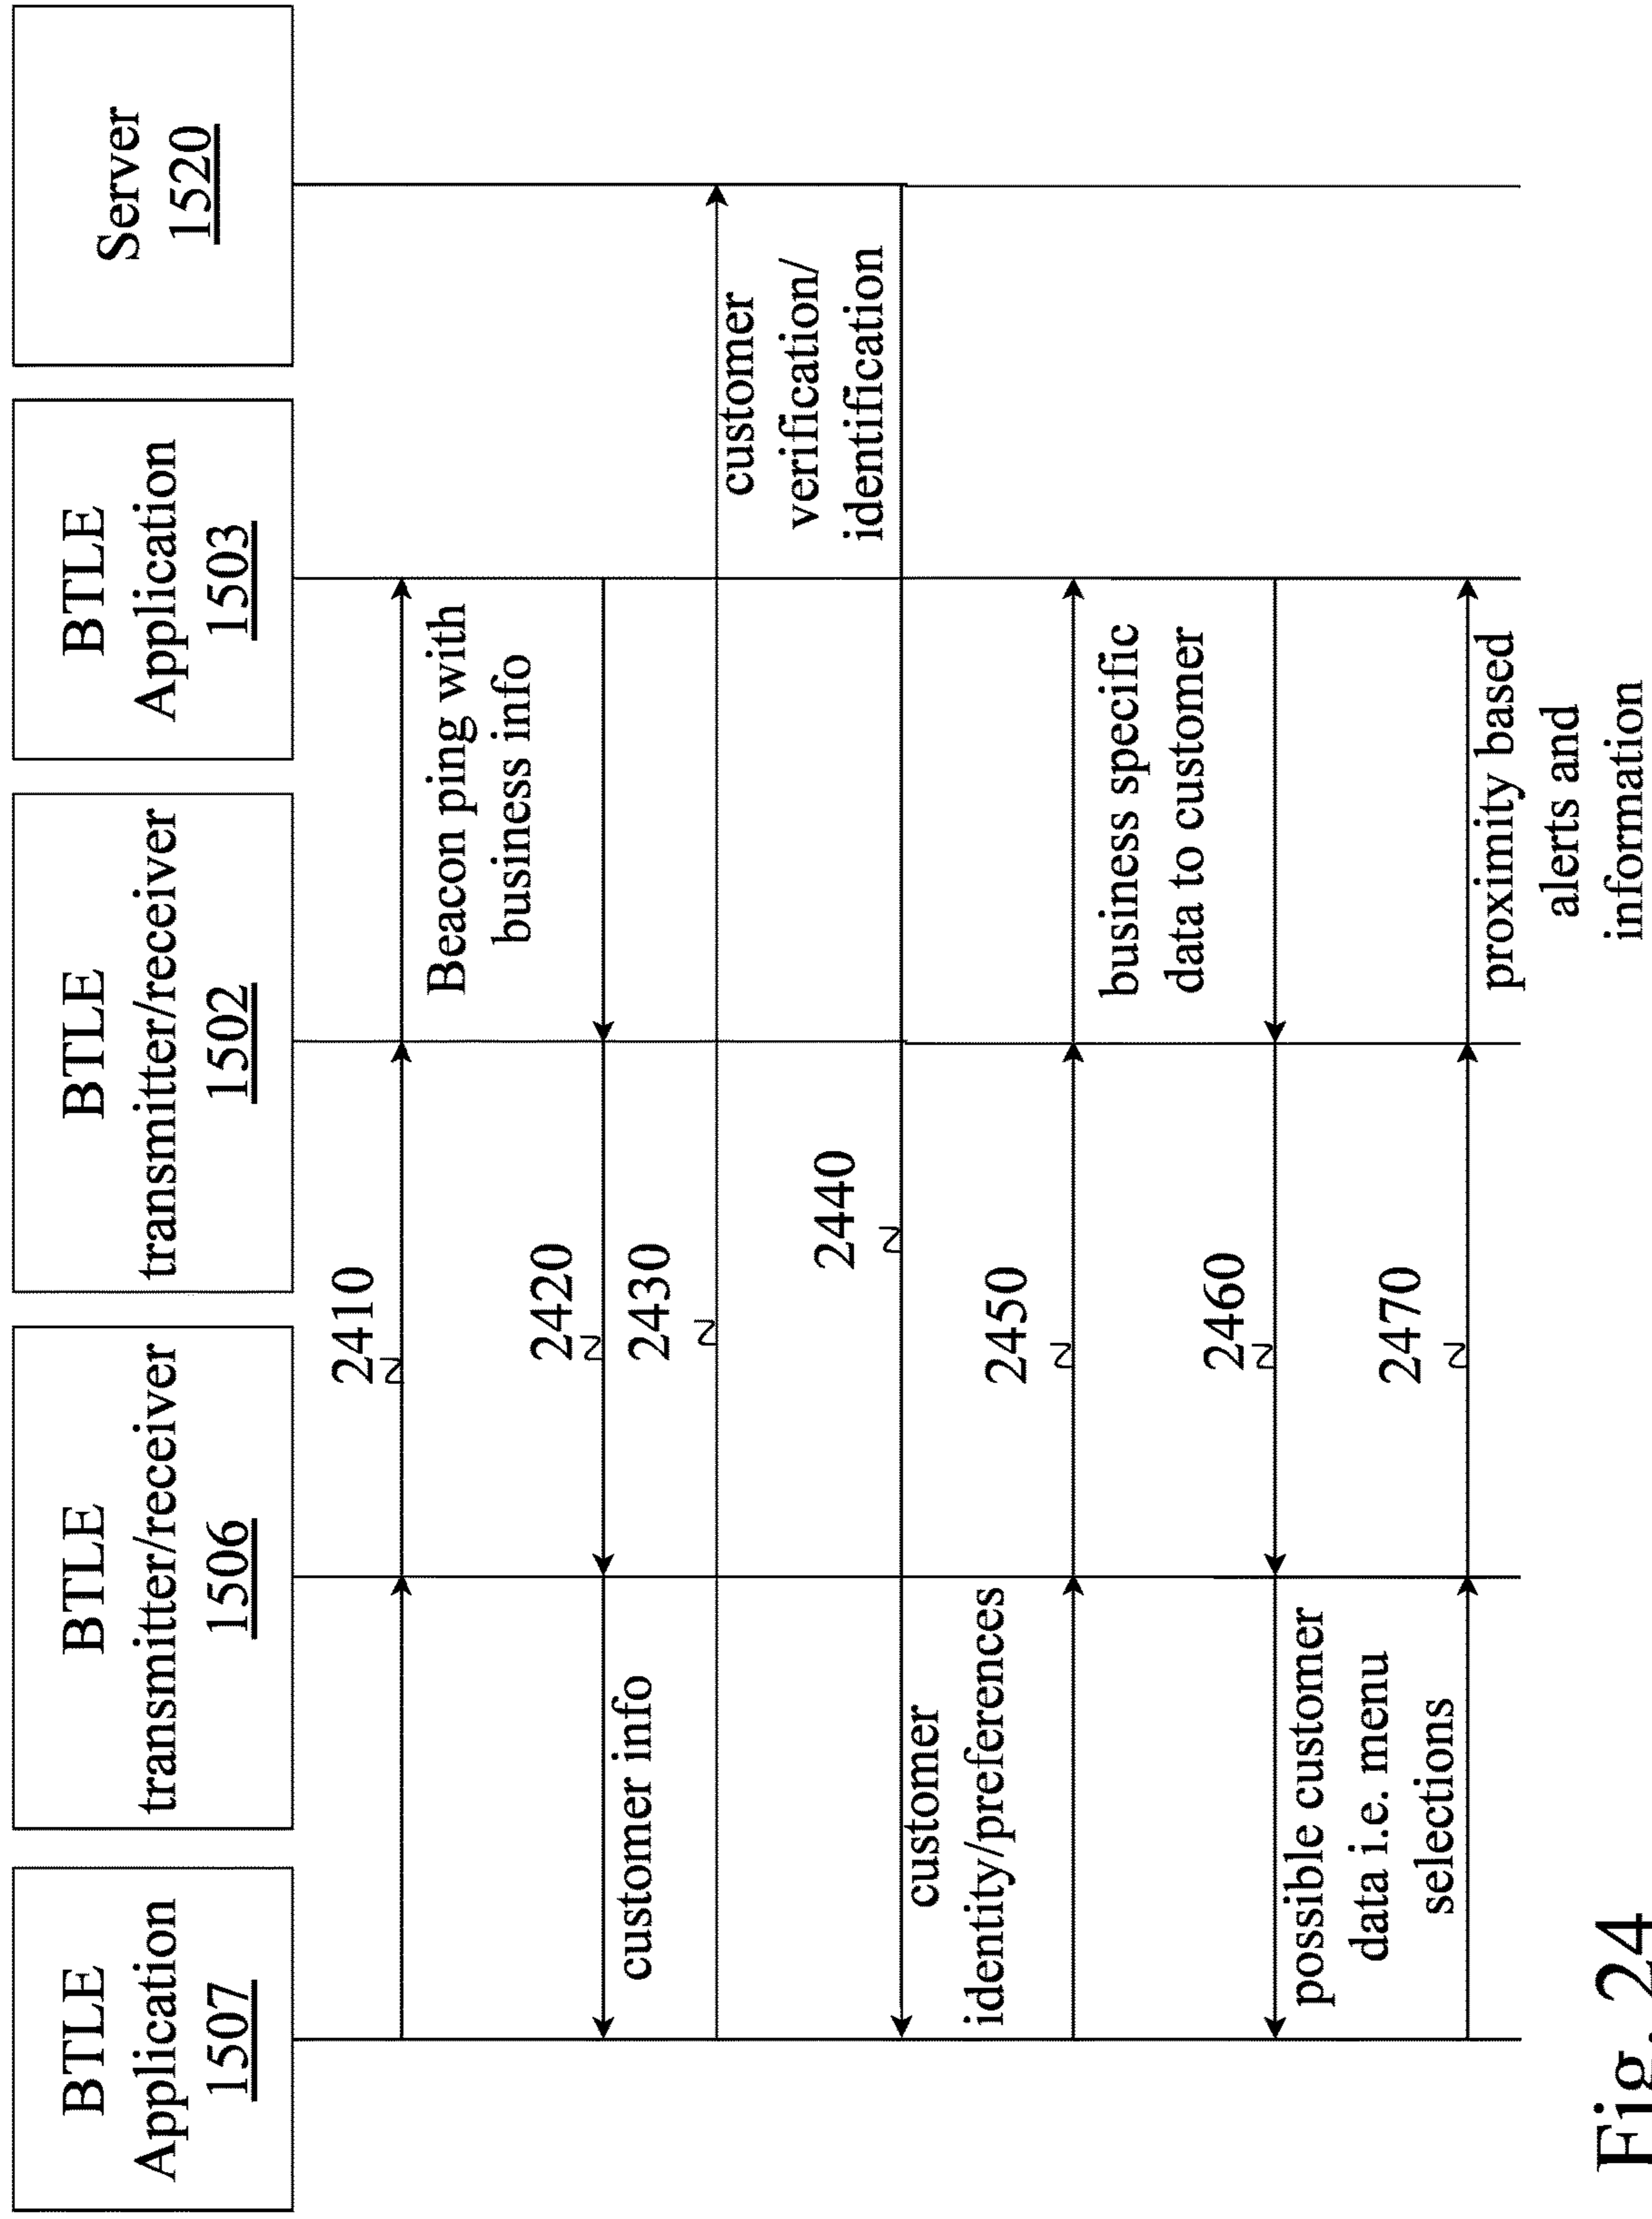 BTLE
Application
1507
BTLE
transmitter/receiver
1506
BTLE
transmitter/receiver
1502
BTLE
Application
1503
Server
1520
2410
Beacon ping with
business info
2420
customer info
2430
customer
verification/
identification
2440
customer
identity/preferences
2450
business specific
data to customer
2460
possible customer
data i.e. menu
selections
2470
proximity based
alerts and
information
Fig. 24